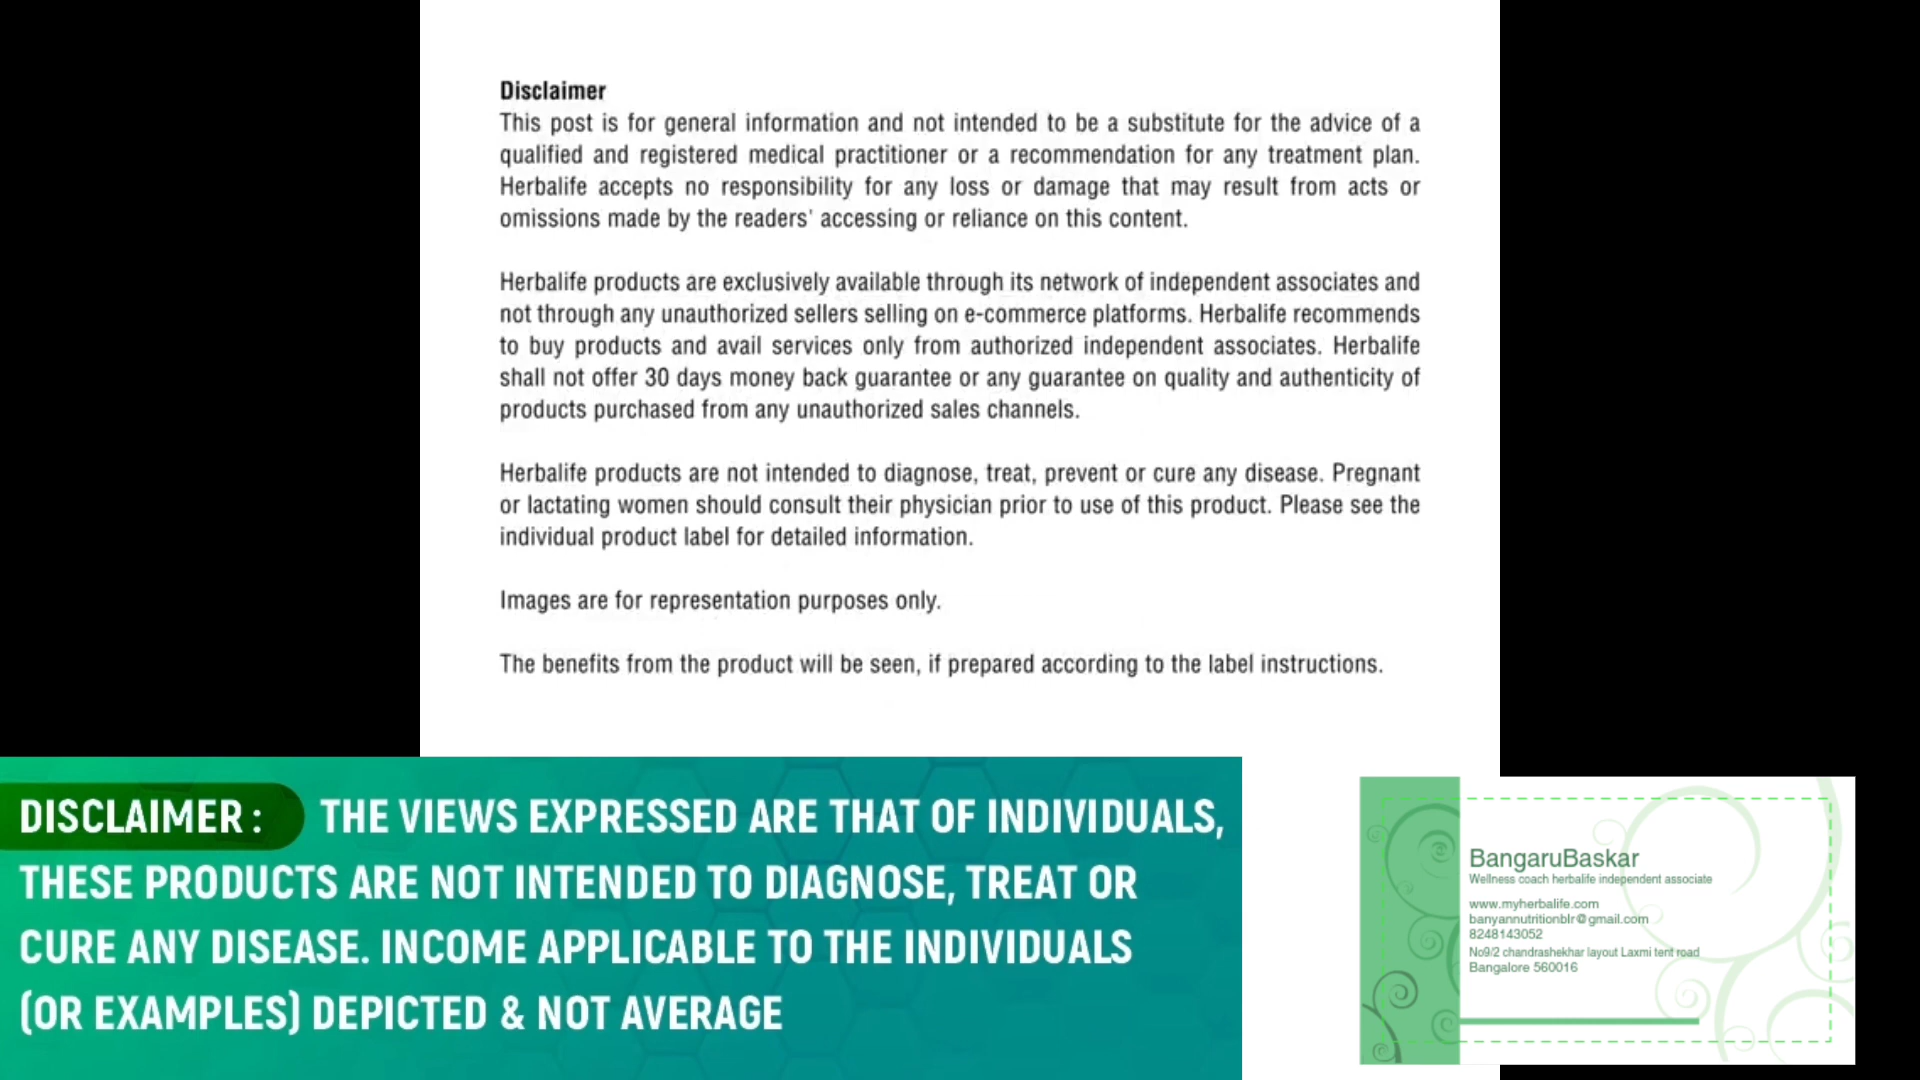 Disclaimer
This post is for general information and not intended to be a substitute for the advice of a
qualified and registered medical practitioner or a recommendation for any treatment plan.
Herbalife accepts no responsibility for any loss or damage that may result from acts or
omissions made by the readers' accessing or reliance on this content.
Herbalife products are exclusively available through its network of independent associates and
not through any unauthorized sellers selling on e-commerce platforms. Herbalife recommends
to buy products and avail services only from authorized independent associates. Herbalife
shall not offer 30 days money back guarantee or any guarantee on quality and authenticity of
products purchased from any unauthorized sales channels.
Herbalife products are not intended to diagnose, treat, prevent or cure any disease. Pregnant
or lactating women should consult their physician prior to use of this product. Please see the
individual product label for detailed information.
Images are for representation purposes only.
The benefits from the product will be seen, if prepared according to the label instructions.
DISCLAIMER : THE VIEWS EXPRESSED ARE THAT OF INDIVIDUALS,
THESE PRODUCTS ARE NOT INTENDED TO DIAGNOSE, TREAT OR
CURE ANY DISEASE. INCOME APPLICABLE TO THE INDIVIDUALS
(OR EXAMPLES) DEPICTED & NOT AVERAGE
BangaruBaskar
Wellness coach herbalife independent associate
www.myherbalife.com
banyannutritionblr@gmail.com
8248143052
No9/2 chandrashekhar layout Laxmi tent road
Bangalore 560016